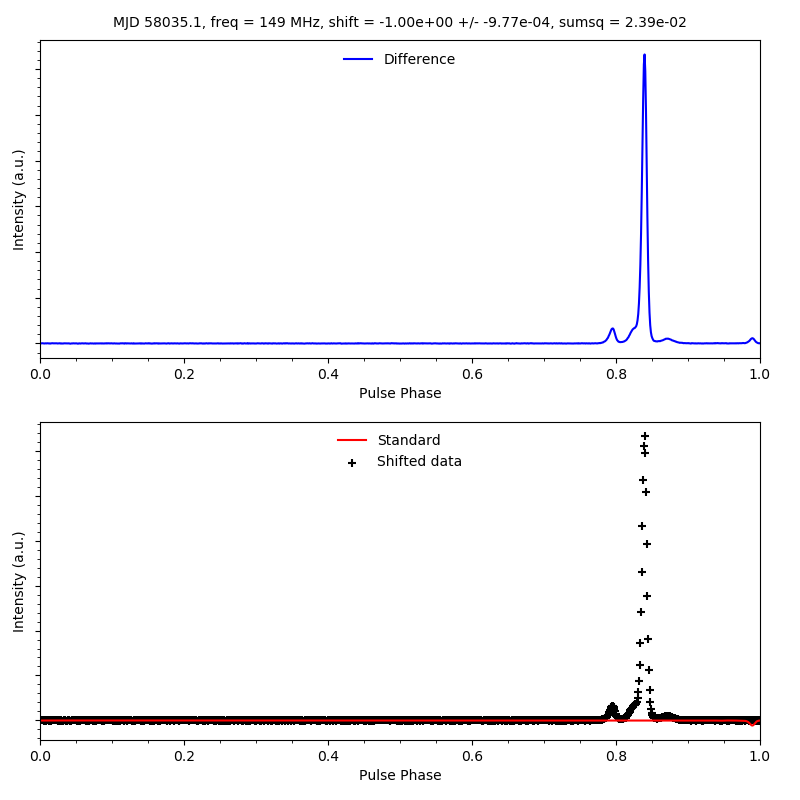 MJD 58035.1, freq = 149 MHz, shift = -1.00e+00 +/- -9.77e-04, sumsq = 2.39e-02
Difference
Intensity (a.u.)
0.0 0.2 0.4 0.6 0.8 1.0
Pulse Phase
Standard
Shifted data
Intensity (a.u.)
0.0 0.2 0.4 0.6 0.8 1.0
Pulse Phase